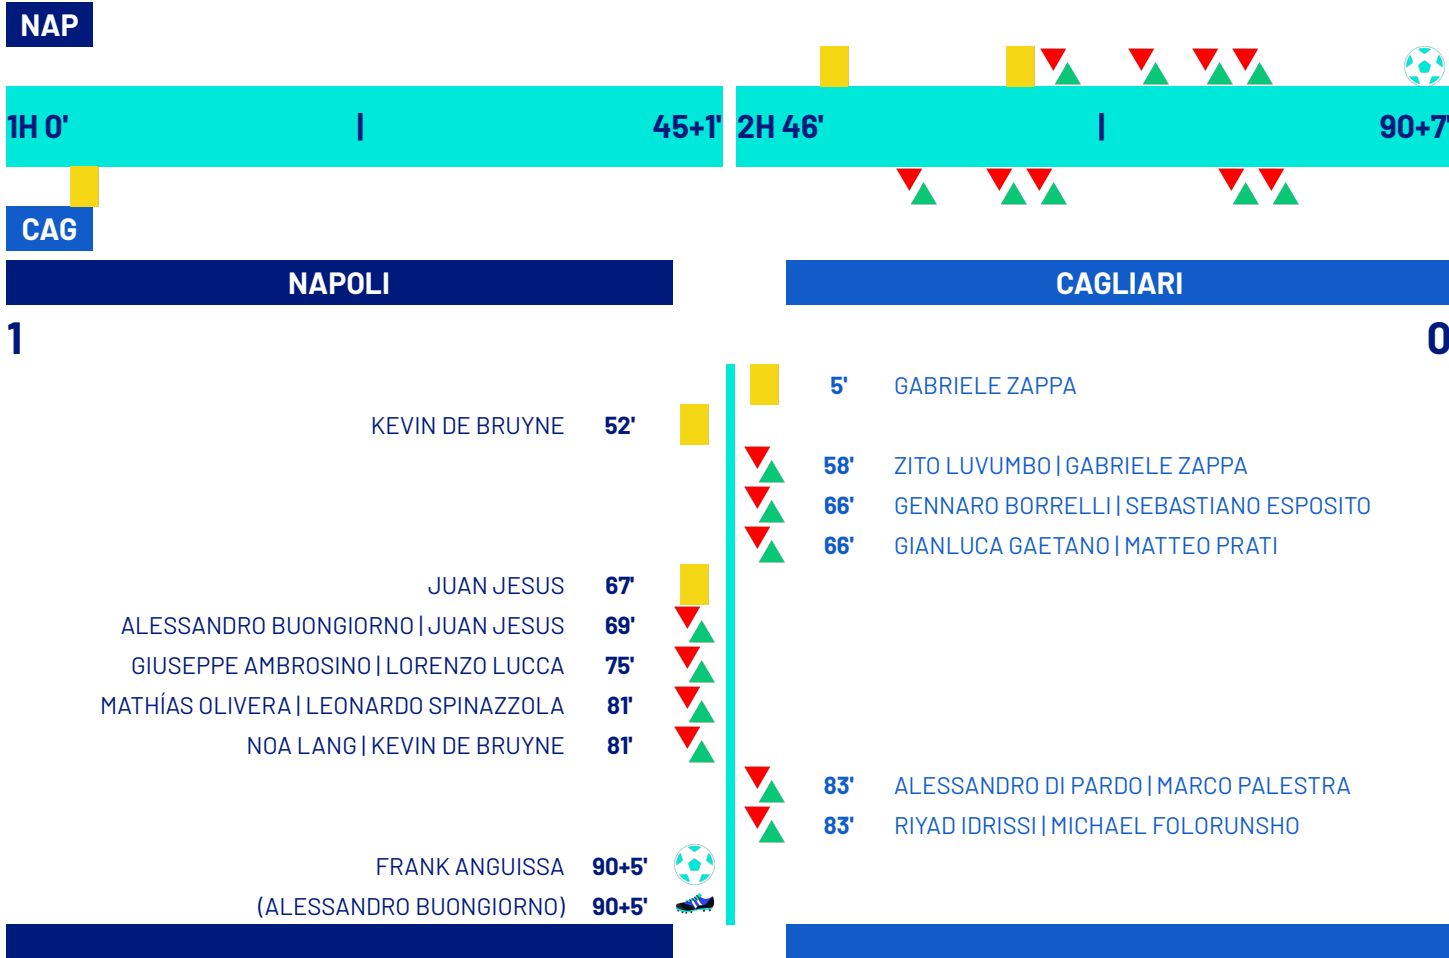 NAP
1H 0' | 45+1' 2H 46' | 90+7'
CAG
NAPOLI CAGLIARI
1 0
5' GABRIELE ZAPPA
KEVIN DE BRUYNE 52'
58' ZITO LUVUMBO | GABRIELE ZAPPA
66' GENNARO BORRELLI | SEBASTIANO ESPOSITO
66' GIANLUCA GAETANO | MATTEO PRATI
JUAN JESUS 67'
ALESSANDRO BUONGIORNO | JUAN JESUS 69'
GIUSEPPE AMBROSINO | LORENZO LUCCA 75'
MATHÍAS OLIVERA | LEONARDO SPINAZZOLA 81'
NOA LANG | KEVIN DE BRUYNE 81'
83' ALESSANDRO DI PARDO | MARCO PALESTRA
83' RIYAD IDRISSI | MICHAEL FOLORUNSHO
FRANK ANGUISSA 90+5'
(ALESSANDRO BUONGIORNO) 90+5'